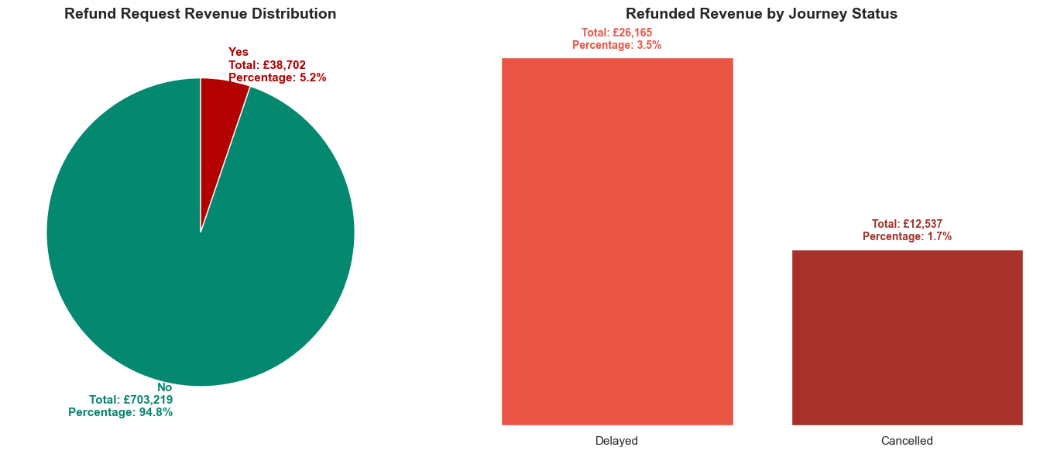 Refund Request Revenue Distribution
Yes
Total: £38,702
Percentage: 5.2%
No
Total: £703,219
Percentage: 94.8%
Refunded Revenue by Journey Status
Total: £26,165
Percentage: 3.5%
Total: £12,537
Percentage: 1.7%
Delayed
Cancelled